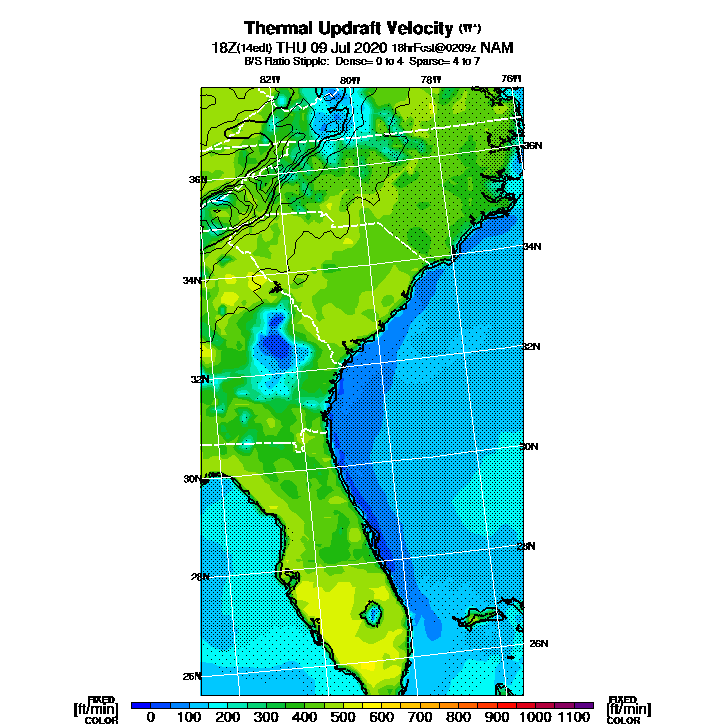 Thermal Updraft Velocity (W*)
18Z(14edt) THU 09 Jul 2020 18hrFcst@0209z NAM
B/S Ratio Stipple: Dense= 0 to 4 Sparse= 4 to 7
82W 80W 78W 76W
36N
36N
34N
34N
32N
32N
30N
30N
28N
28N
26N
26N
FIXED
[ft/min]
COLOR
0 100 200 300 400 500 600 700 800 900 1000 1100
FIXED
[ft/min]
COLOR